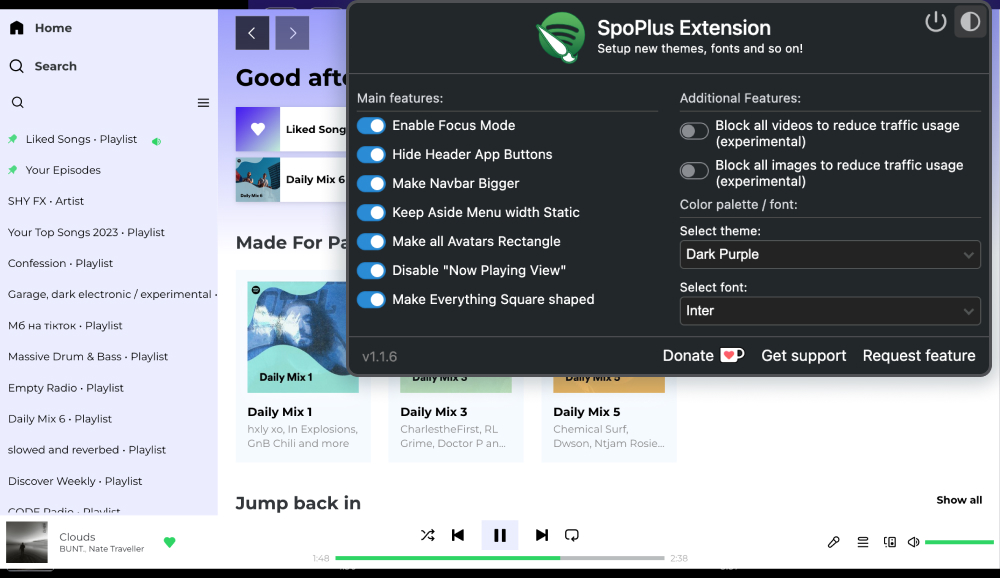 Home
Search
Liked Songs • Playlist
Your Episodes
SHY FX • Artist
Your Top Songs 2023 • Playlist
Confession • Playlist
Garage, dark electronic / experimental •
Мб на тікток • Playlist
Massive Drum & Bass • Playlist
Empty Radio • Playlist
Daily Mix 6 • Playlist
slowed and reverbed • Playlist
Discover Weekly • Playlist
CODE Radio • Playlist
Good afte
Liked Song
Daily Mix 6
Daily Mix 6
Made For Pa
Daily Mix 1
Daily Mix 3
Daily Mix 5
Daily Mix 1
hxly xo, In Explosions,
GnB Chili and more
Daily Mix 3
CharlestheFirst, RL
Grime, Doctor P an...
Daily Mix 5
Chemical Surf,
Dwson, Ntjam Rosie...
Jump back in
Show all
SpoPlus Extension
Setup new themes, fonts and so on!
Main features:
Enable Focus Mode
Hide Header App Buttons
Make Navbar Bigger
Keep Aside Menu width Static
Make all Avatars Rectangle
Disable "Now Playing View"
Make Everything Square shaped
Additional Features:
Block all videos to reduce traffic usage
(experimental)
Block all images to reduce traffic usage
(experimental)
Color palette / font:
Select theme:
Dark Purple
Select font:
Inter
v1.1.6
Donate
Get support
Request feature
Clouds
BUNT., Nate Traveller
1:48
2:38